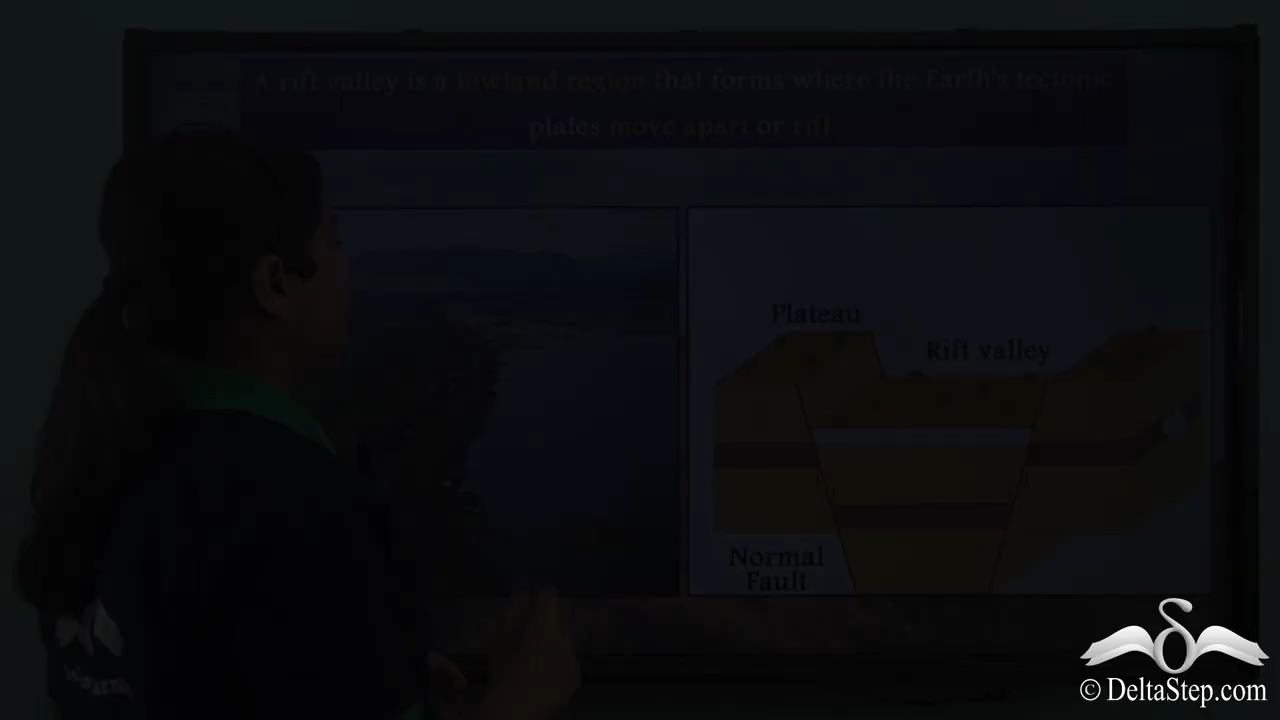 A rift valley is a lowland region that forms where the Earth's tectonic
plates move apart or rift.
Plateau
Rift valley
Normal
Fault
© DeltaStep.com